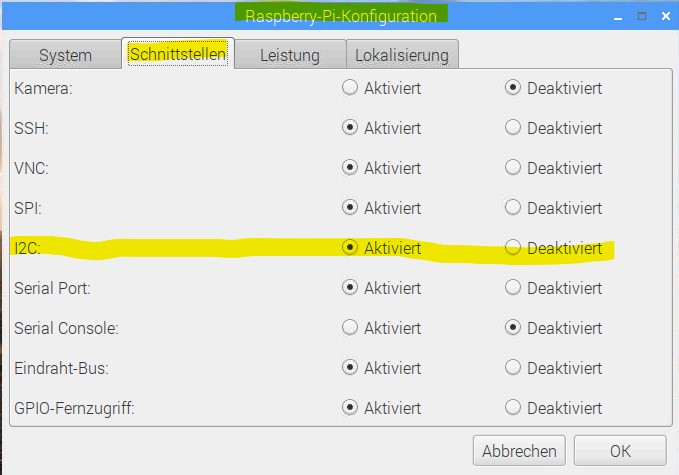 Raspberry-Pi-Konfiguration
System Schnittstellen Leistung Lokalisierung
Kamera: Aktiviert Deaktiviert
SSH: Aktiviert Deaktiviert
VNC: Aktiviert Deaktiviert
SPI: Aktiviert Deaktiviert
I2C: Aktiviert Deaktiviert
Serial Port: Aktiviert Deaktiviert
Serial Console: Aktiviert Deaktiviert
Eindraht-Bus: Aktiviert Deaktiviert
GPIO-Fernzugriff: Aktiviert Deaktiviert
Abbrechen OK